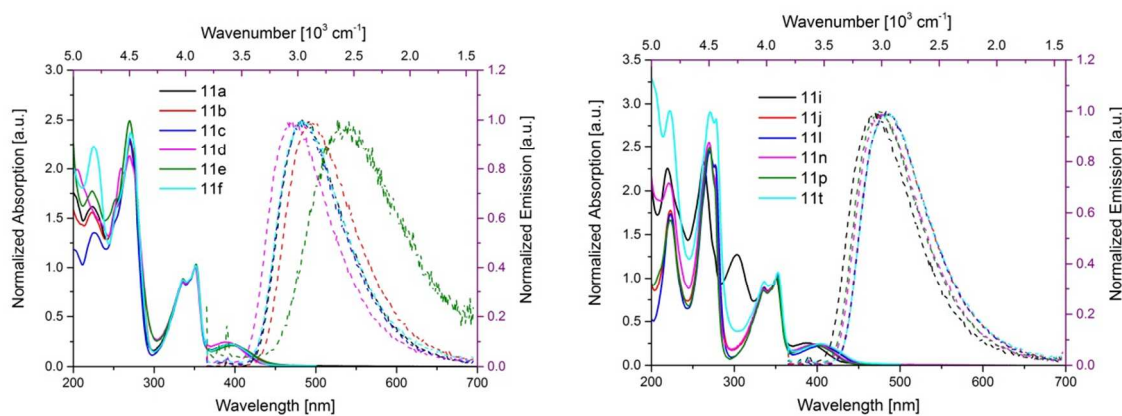 Wavenumber [10³ cm⁻¹]
5.0 4.5 4.0 3.5 3.0 2.5 2.0 1.5
Normalized Absorption [a.u.]
3.0
2.5
2.0
1.5
1.0
0.5
0.0
11a
11b
11c
11d
11e
11f
1.2
1.0
0.8
0.6
0.4
0.2
0.0
Normalized Emission [a.u.]
200 300 400 500 600 700
Wavelength [nm]
Wavenumber [10³ cm⁻¹]
5.0 4.5 4.0 3.5 3.0 2.5 2.0 1.5
Normalized Absorption [a.u.]
3.5
3.0
2.5
2.0
1.5
1.0
0.5
0.0
11i
11j
11l
11n
11p
11t
1.2
1.0
0.8
0.6
0.4
0.2
0.0
Normalized Emission [a.u.]
200 300 400 500 600 700
Wavelength [nm]